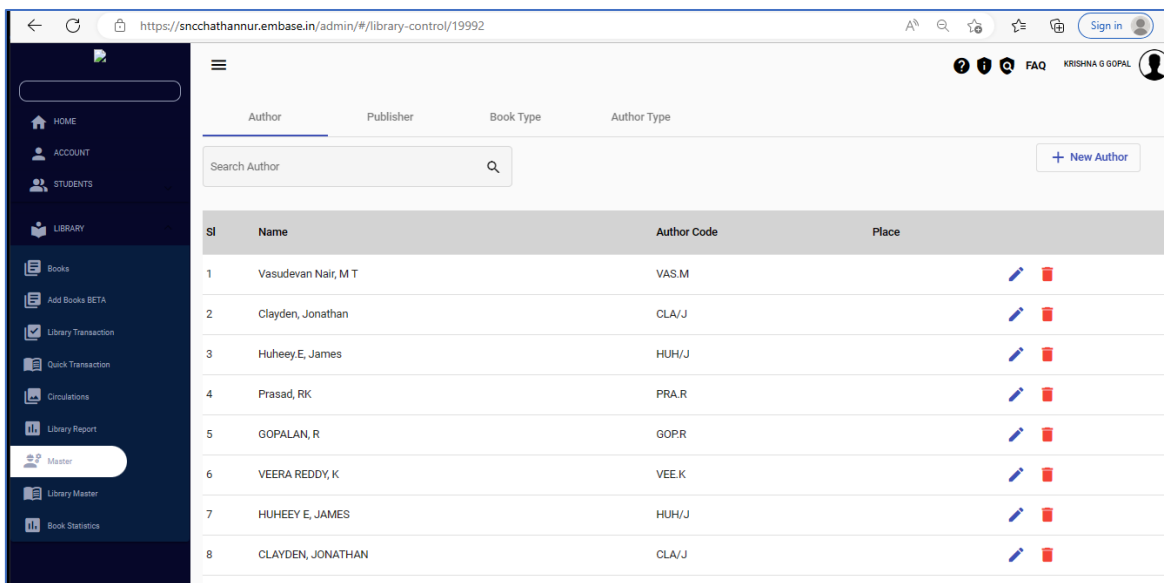 https://sncchathannur.embase.in/admin/#/library-control/19992
Sign in
FAQ KRISHNA G GOPAL
HOME
ACCOUNT
STUDENTS
LIBRARY
Books
Add Books BETA
Library Transaction
Quick Transaction
Circulations
Library Report
Master
Library Master
Book Statistics
Author Publisher Book Type Author Type
Search Author
+ New Author
Sl Name Author Code Place
1 Vasudevan Nair, M T VAS.M
2 Clayden, Jonathan CLA/J
3 Huheey.E, James HUH/J
4 Prasad, RK PRA.R
5 GOPALAN, R GOP.R
6 VEERA REDDY, K VEE.K
7 HUHEEY E, JAMES HUH/J
8 CLAYDEN, JONATHAN CLA/J